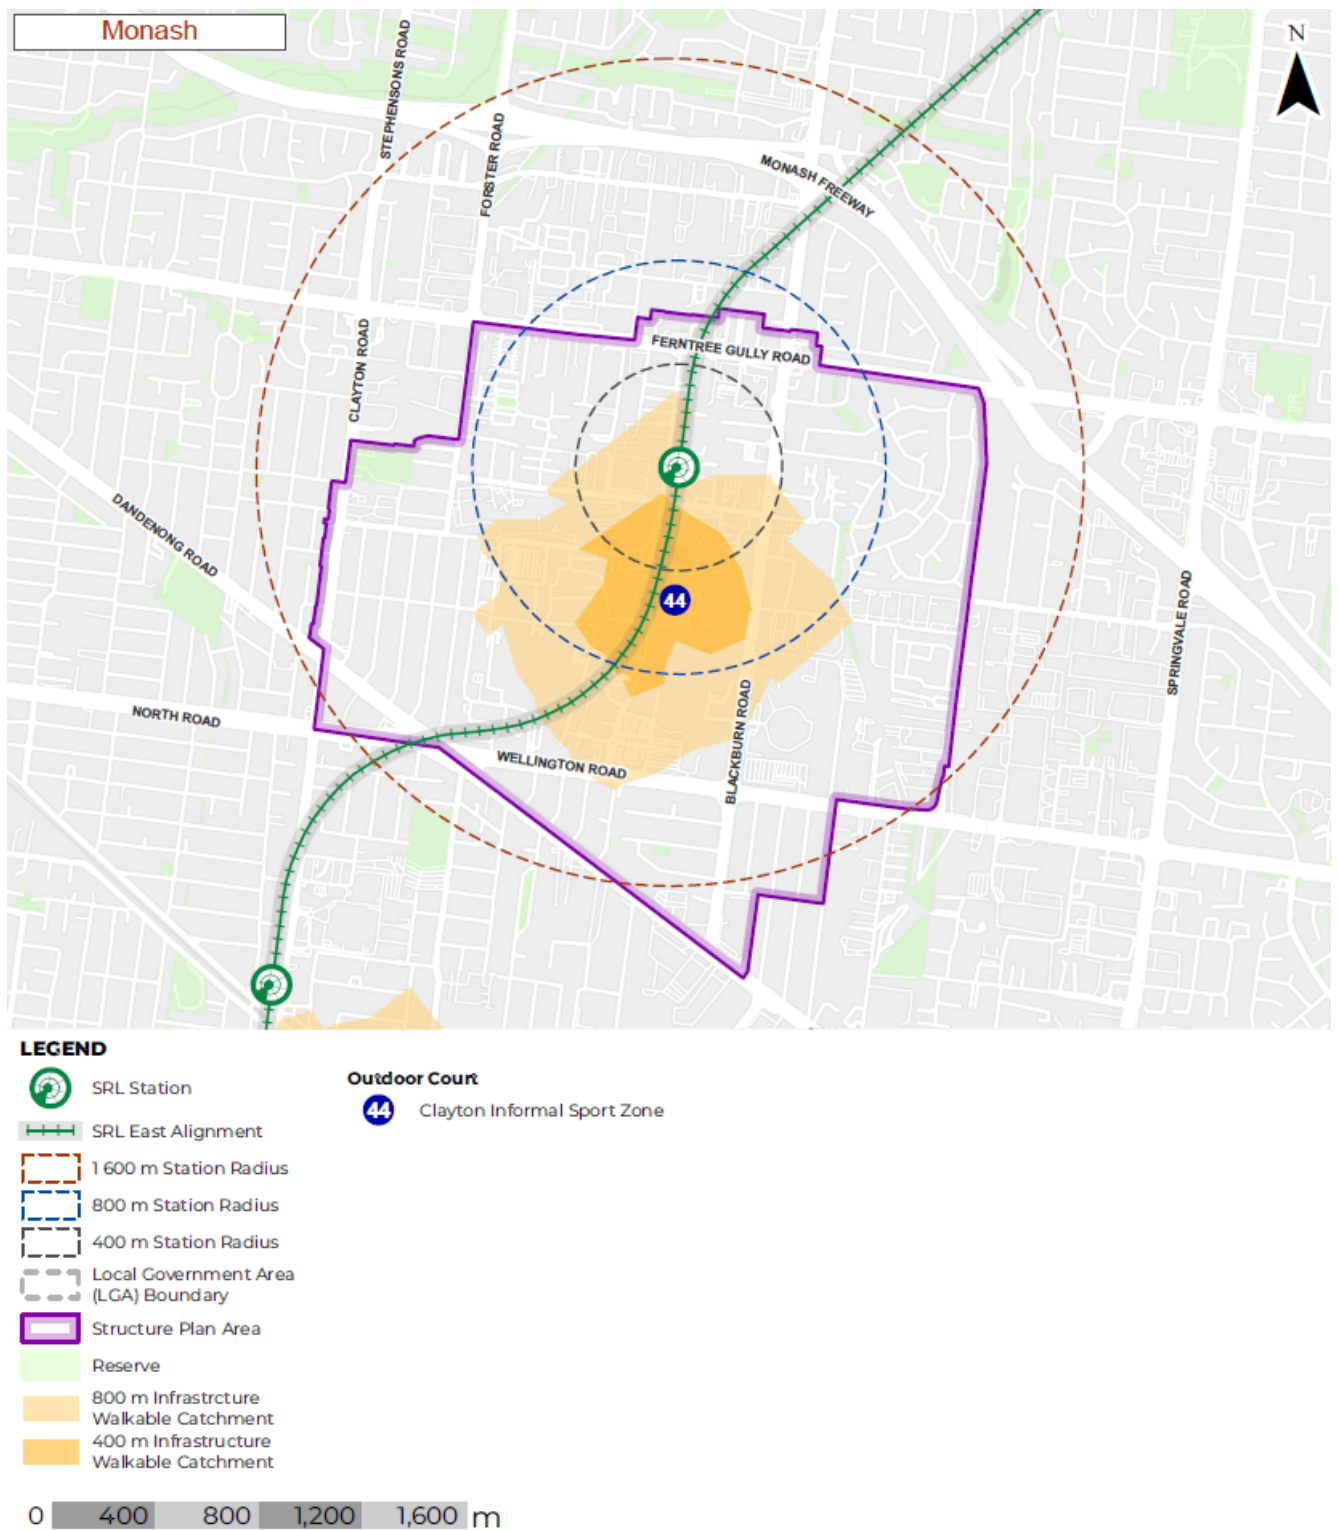 Monash
N
STEPHENSONS ROAD
FORSTER ROAD
MONASH FREEWAY
CLAYTON ROAD
FERNTREE GULLY ROAD
DANDENONG ROAD
44
SPRINGVALE ROAD
NORTH ROAD
BLACKBURN ROAD
WELLINGTON ROAD
LEGEND
SRL Station
SRL East Alignment
1 600 m Station Radius
800 m Station Radius
400 m Station Radius
Local Government Area
(LGA) Boundary
Structure Plan Area
Reserve
800 m Infrastrcture
Walkable Catchment
400 m Infrastructure
Walkable Catchment
Outdoor Court
44 Clayton Informal Sport Zone
0 400 800 1,200 1,600 m